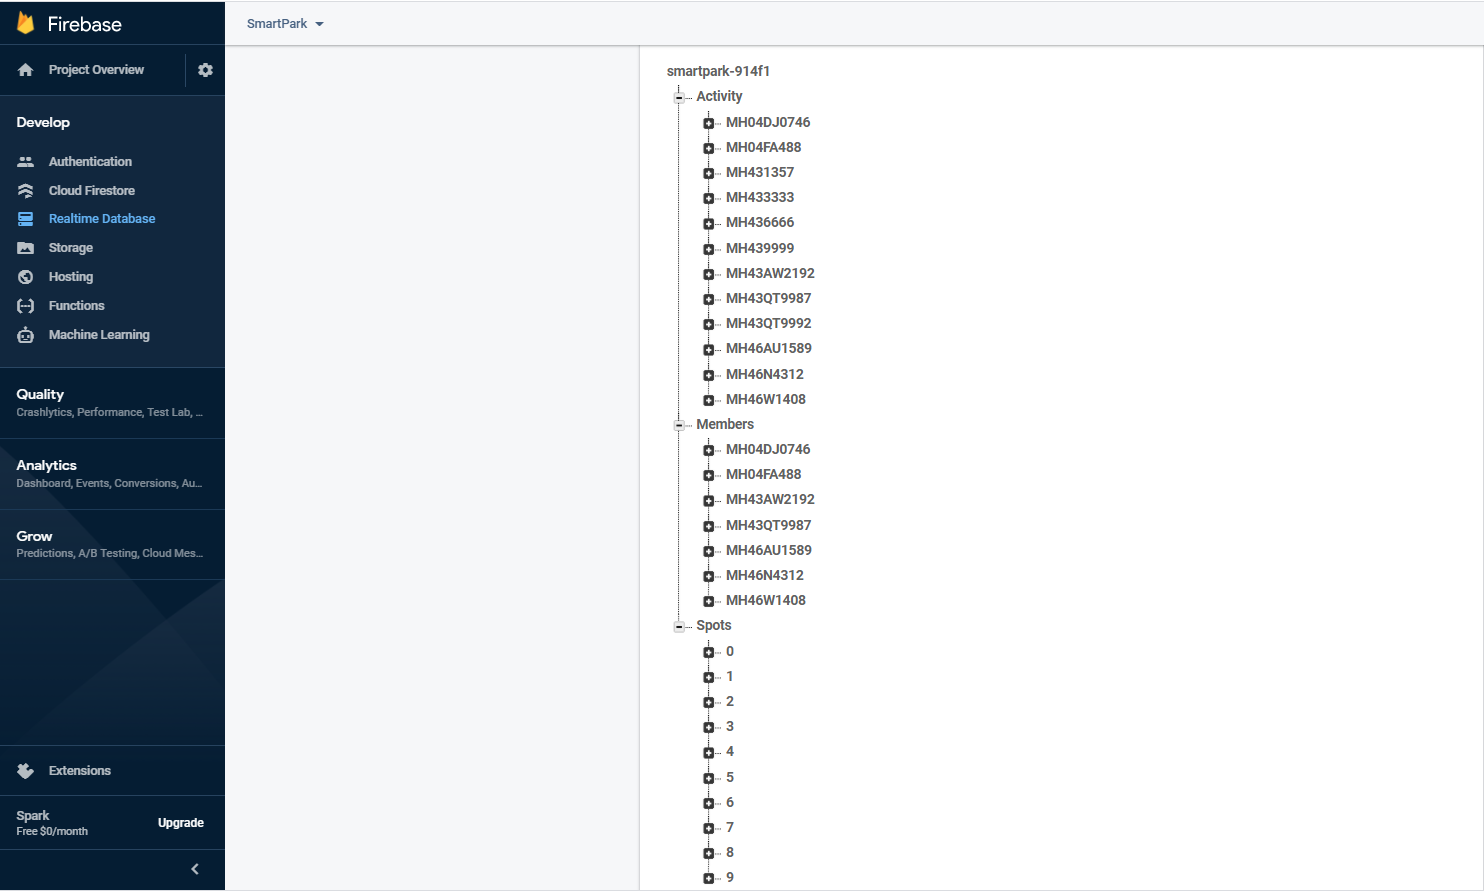 Firebase
SmartPark
Project Overview
Develop
Authentication
Cloud Firestore
Realtime Database
Storage
Hosting
Functions
Machine Learning
Quality
Crashlytics, Performance, Test Lab, ...
Analytics
Dashboard, Events, Conversions, Au...
Grow
Predictions, A/B Testing, Cloud Mes...
Extensions
Spark
Free $0/month
Upgrade
smartpark-914f1
Activity
MH04DJ0746
MH04FA488
MH431357
MH433333
MH436666
MH439999
MH43AW2192
MH43QT9987
MH43QT9992
MH46AU1589
MH46N4312
MH46W1408
Members
MH04DJ0746
MH04FA488
MH43AW2192
MH43QT9987
MH46AU1589
MH46N4312
MH46W1408
Spots
0
1
2
3
4
5
6
7
8
9